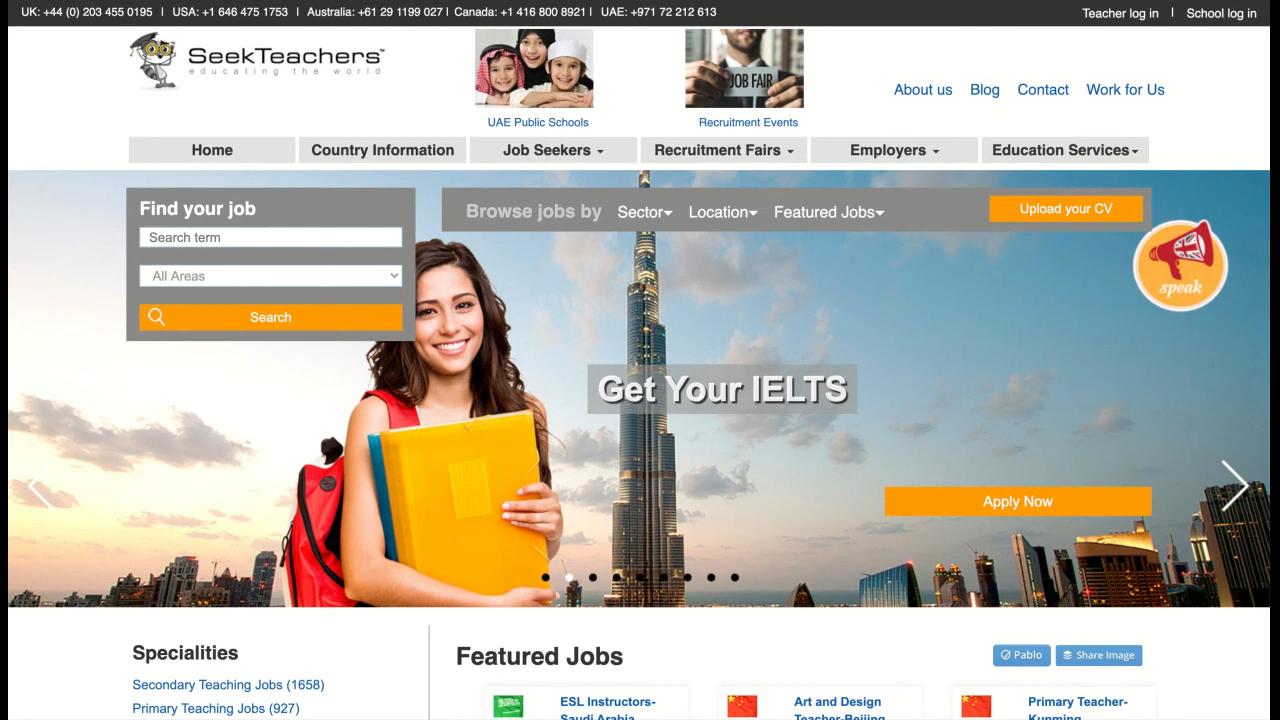 UK: +44 (0) 203 455 0195 | USA: +1 646 475 1753 | Australia: +61 29 1199 027 | Canada: +1 416 800 8921 | UAE: +971 72 212 613
Teacher log in | School log in
SeekTeachers™
educating the world
JOB FAIR
UAE Public Schools
Recruitment Events
About us Blog Contact Work for Us
Home Country Information Job Seekers Recruitment Fairs Employers Education Services
Find your job
Search term
All Areas
Search
Browse jobs by Sector Location Featured Jobs
Upload your CV
speak
Get Your IELTS
Apply Now
Specialities
Secondary Teaching Jobs (1658)
Primary Teaching Jobs (927)
Featured Jobs
Pablo
Share Image
ESL Instructors-
Saudi Arabia
Art and Design
Teacher-Beijing
Primary Teacher-
Kunming